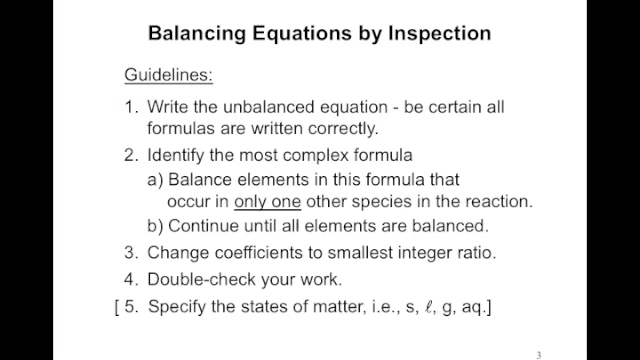 Balancing Equations by Inspection
Guidelines:
1. Write the unbalanced equation - be certain all
formulas are written correctly.
2. Identify the most complex formula
a) Balance elements in this formula that
occur in only one other species in the reaction.
b) Continue until all elements are balanced.
3. Change coefficients to smallest integer ratio.
4. Double-check your work.
[ 5. Specify the states of matter, i.e., s, ℓ, g, aq.]
3